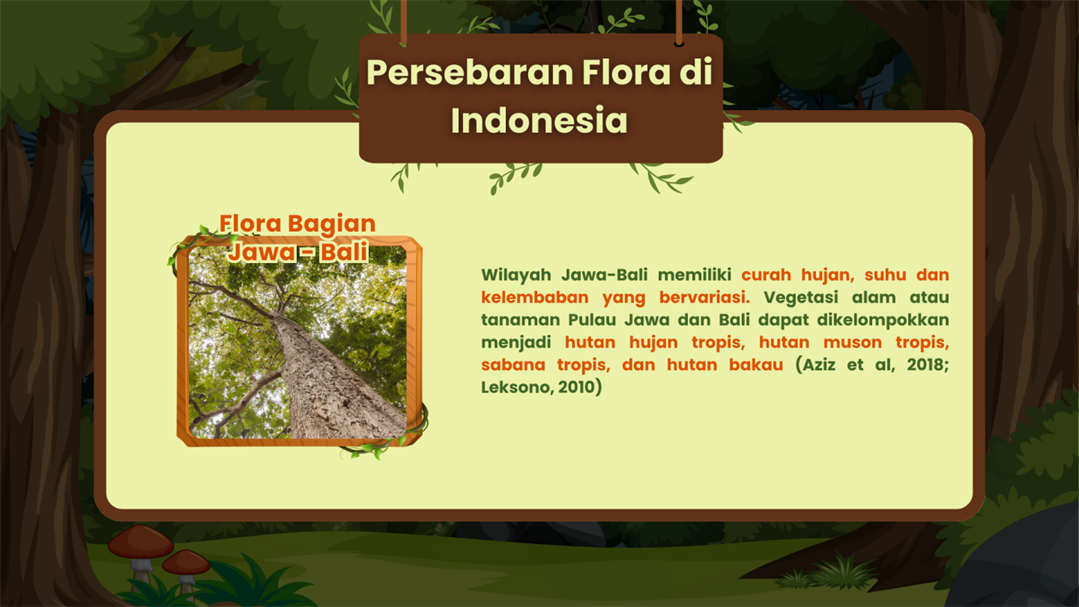 Persebaran Flora di
Indonesia
Flora Bagian
Jawa - Bali
Wilayah Jawa-Bali memiliki curah hujan, suhu dan
kelembaban yang bervariasi. Vegetasi alam atau
tanaman Pulau Jawa dan Bali dapat dikelompokkan
menjadi hutan hujan tropis, hutan muson tropis,
sabana tropis, dan hutan bakau (Aziz et al, 2018;
Leksono, 2010)